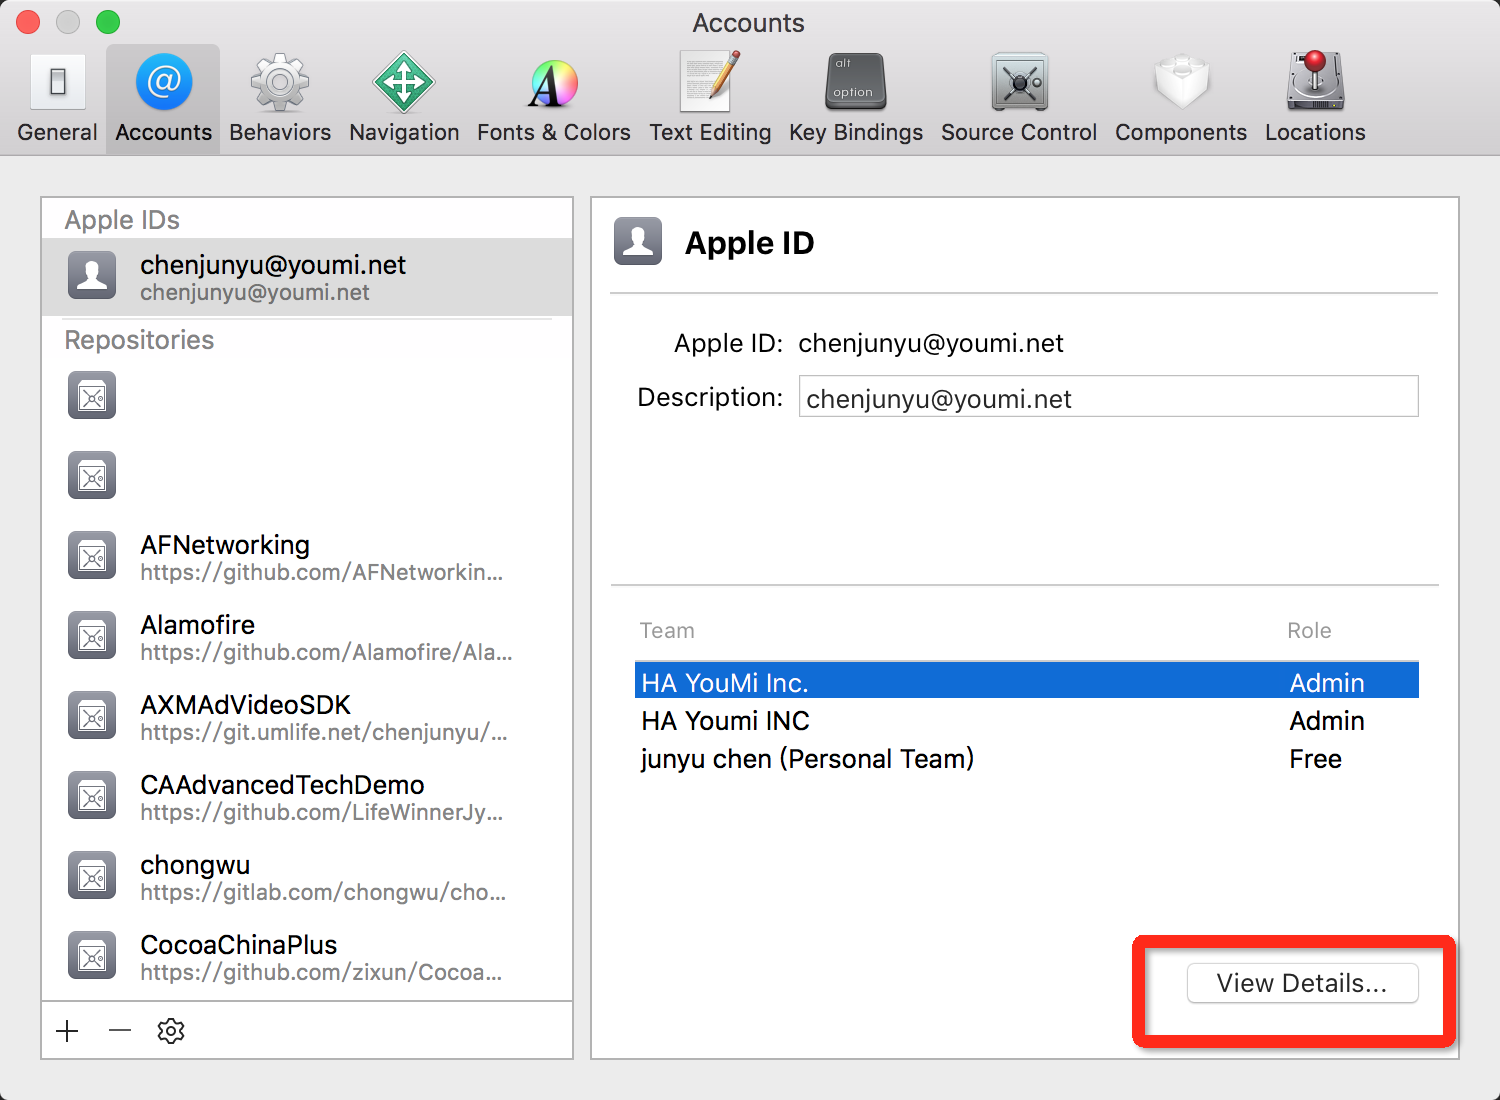 Accounts
General
Accounts
Behaviors
Navigation
Fonts & Colors
Text Editing
alt
option
Key Bindings
Source Control
Components
Locations
Apple IDs
chenjunyu@youmi.net
chenjunyu@youmi.net
Repositories
AFNetworking
https://github.com/AFNetworkin...
Alamofire
https://github.com/Alamofire/Ala...
AXMAdVideoSDK
https://git.umlife.net/chenjunyu/...
CAAdvancedTechDemo
https://github.com/LifeWinnerJy...
chongwu
https://gitlab.com/chongwu/cho...
CocoaChinaPlus
https://github.com/zixun/Cocoa...
Apple ID
Apple ID: chenjunyu@youmi.net
Description: chenjunyu@youmi.net
Team Role
HA YouMi Inc. Admin
HA Youmi INC Admin
junyu chen (Personal Team) Free
View Details...